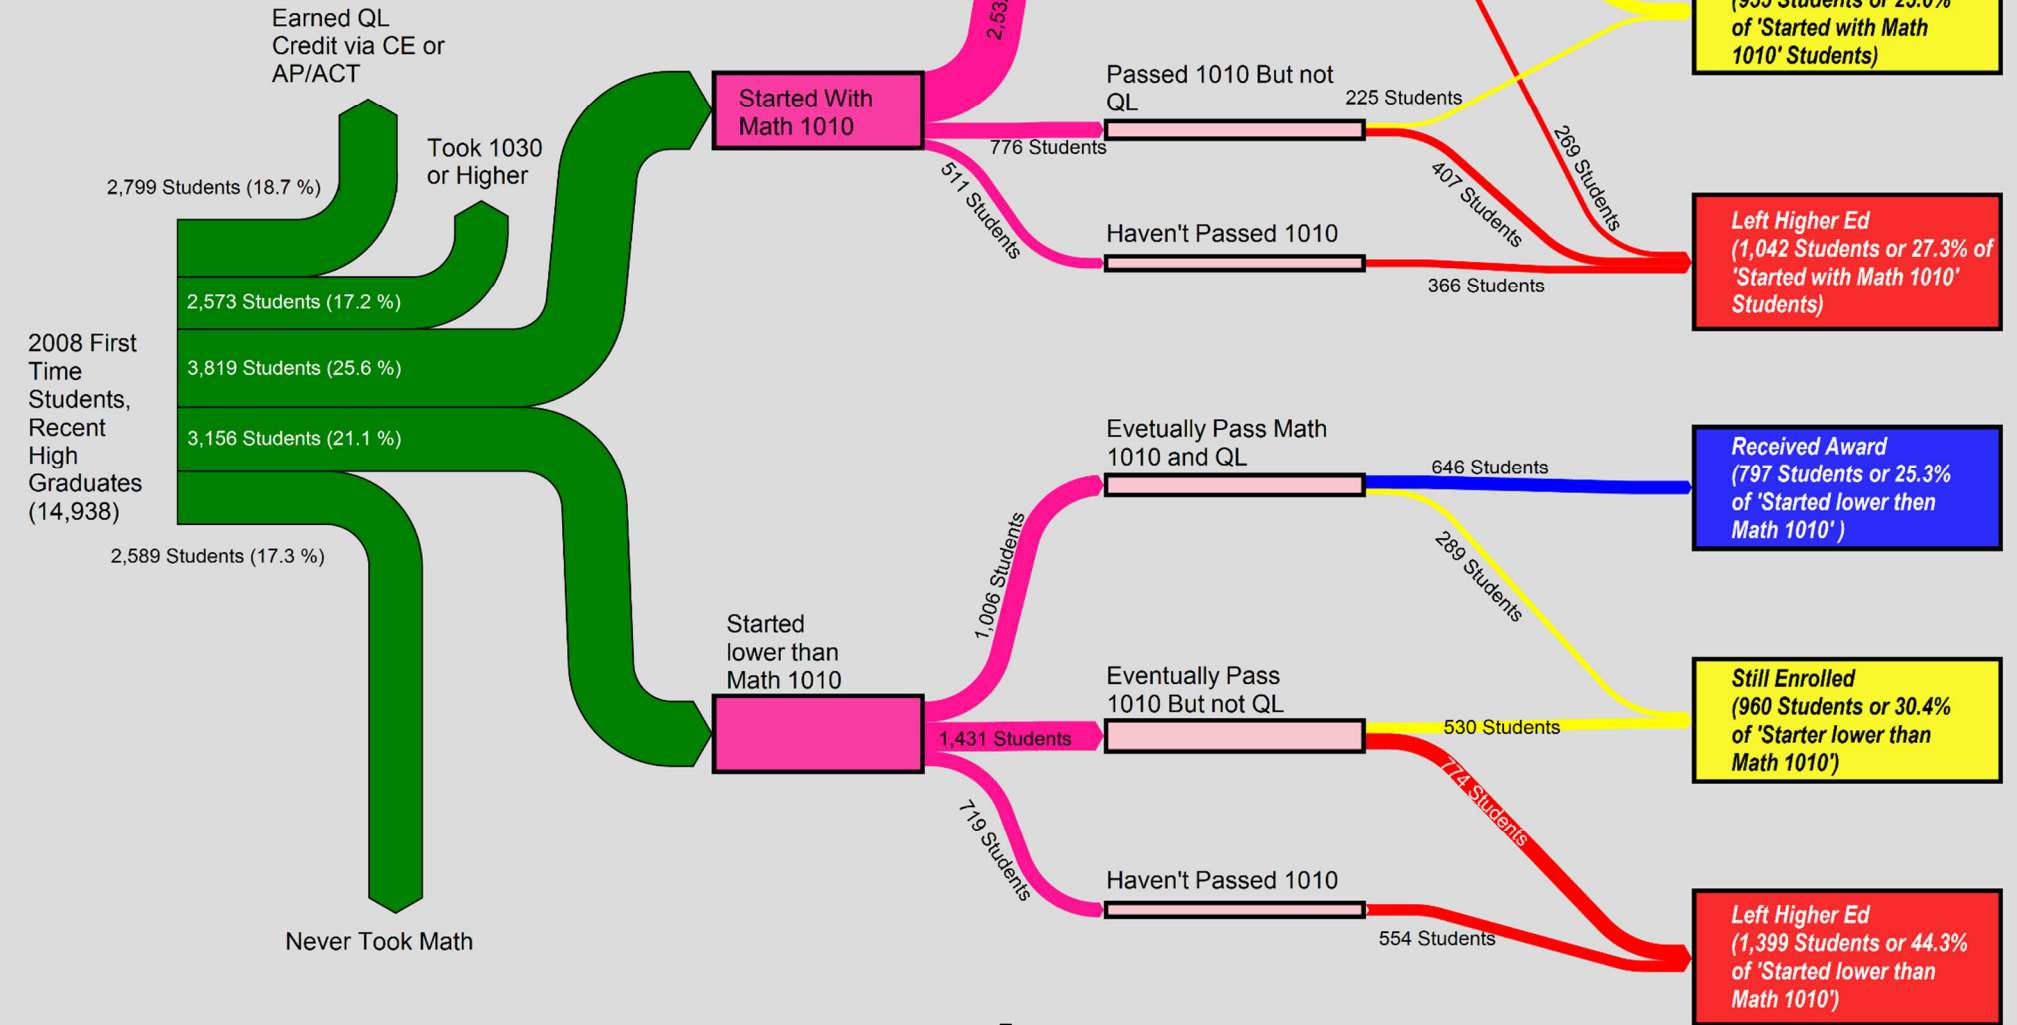 Earned QL
Credit via CE or
AP/ACT
Took 1030
or Higher
2,799 Students (18.7 %)
2,573 Students (17.2 %)
3,819 Students (25.6 %)
3,156 Students (21.1 %)
2,589 Students (17.3 %)
2008 First
Time
Students,
Recent
High
Graduates
(14,938)
Never Took Math
Started With
Math 1010
776 Students
511 Students
Passed 1010 But not
QL
225 Students
407 Students
269 Students
Haven't Passed 1010
366 Students
of 'Started with Math
1010' Students)
Left Higher Ed
(1,042 Students or 27.3% of
'Started with Math 1010'
Students)
Started
lower than
Math 1010
1,006 Students
1,431 Students
719 Students
Evetually Pass Math
1010 and QL
646 Students
289 Students
Eventually Pass
1010 But not QL
530 Students
774 Students
Haven't Passed 1010
554 Students
Received Award
(797 Students or 25.3%
of 'Started lower then
Math 1010' )
Still Enrolled
(960 Students or 30.4%
of 'Starter lower than
Math 1010')
Left Higher Ed
(1,399 Students or 44.3%
of 'Started lower than
Math 1010')